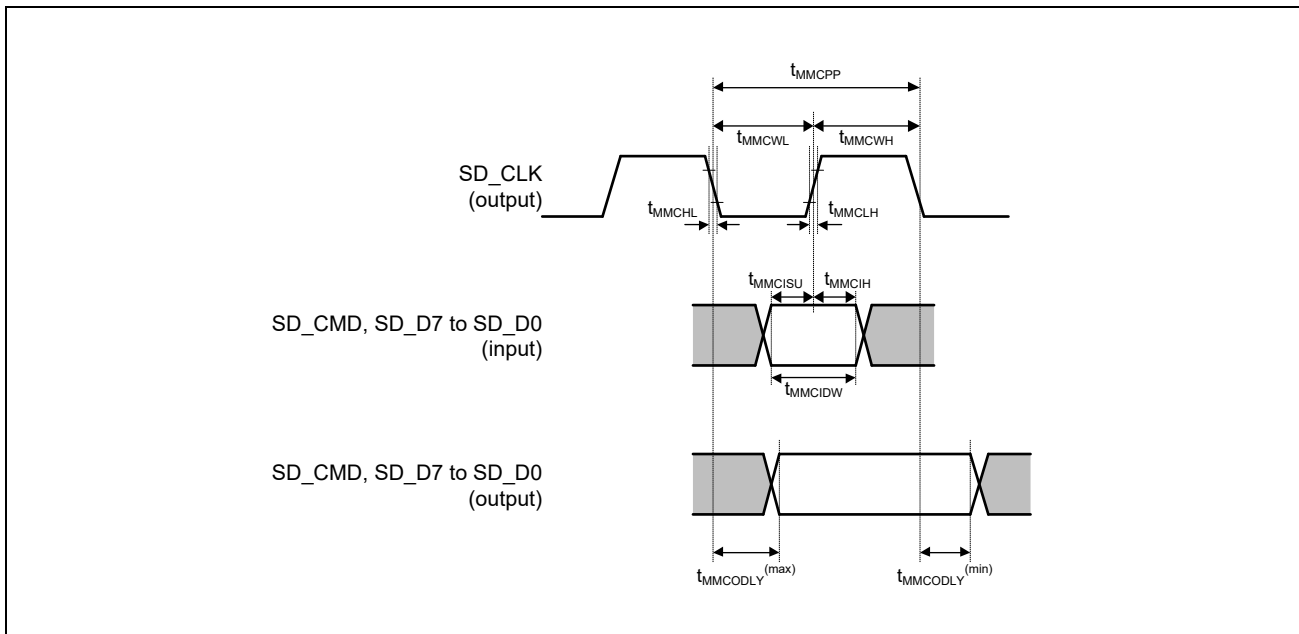 tMMCPP
tMMCWL
tMMCWH
SD_CLK
(output)
tMMCHL
tMMCLH
tMMCISU
tMMCIH
SD_CMD, SD_D7 to SD_D0
(input)
tMMCIDW
SD_CMD, SD_D7 to SD_D0
(output)
tMMCODLY(max)
tMMCODLY(min)